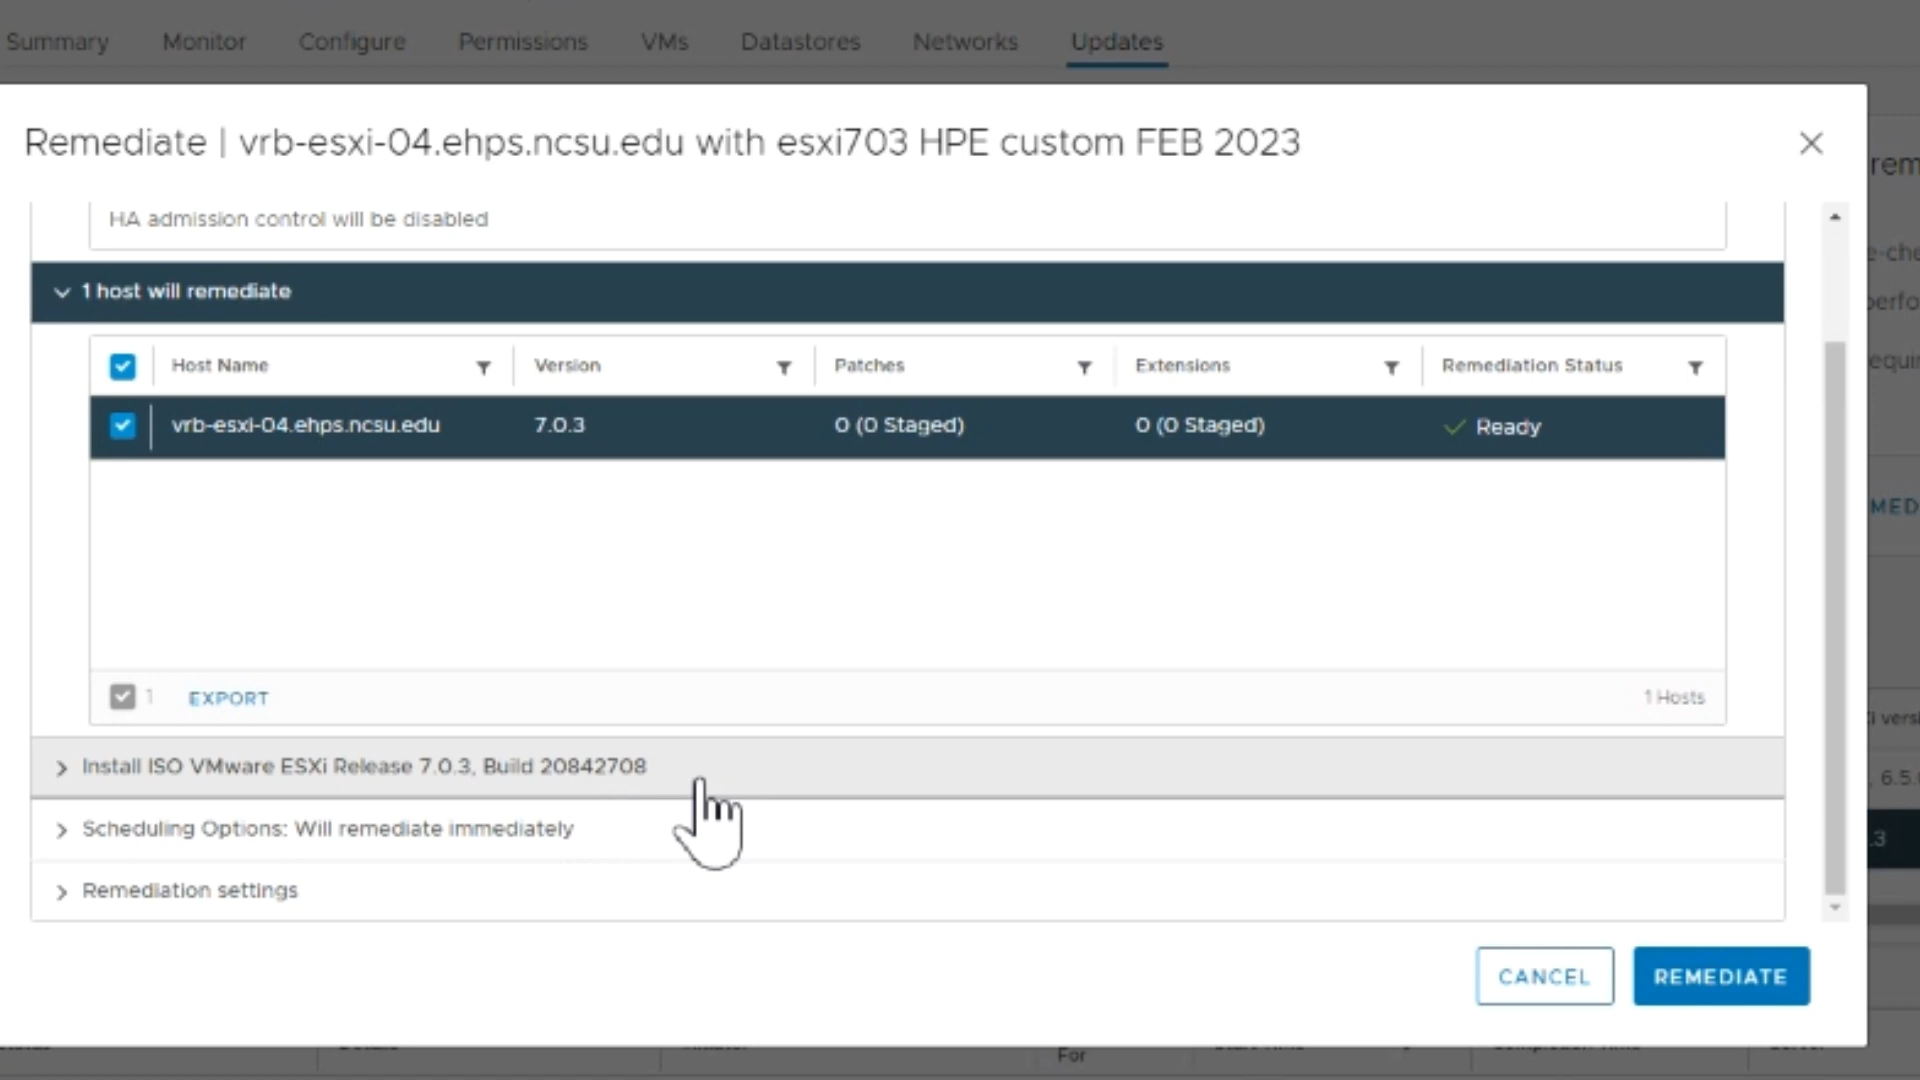 Summary Monitor Configure Permissions VMs Datastores Networks Updates
Remediate | vrb-esxi-04.ehps.ncsu.edu with esxi703 HPE custom FEB 2023
HA admission control will be disabled
1 host will remediate
Host Name Version Patches Extensions Remediation Status
vrb-esxi-04.ehps.ncsu.edu 7.0.3 0 (0 Staged) 0 (0 Staged) Ready
1 EXPORT 1 Hosts
Install ISO VMware ESXi Release 7.0.3, Build 20842708
Scheduling Options: Will remediate immediately
Remediation settings
CANCEL REMEDIATE
For